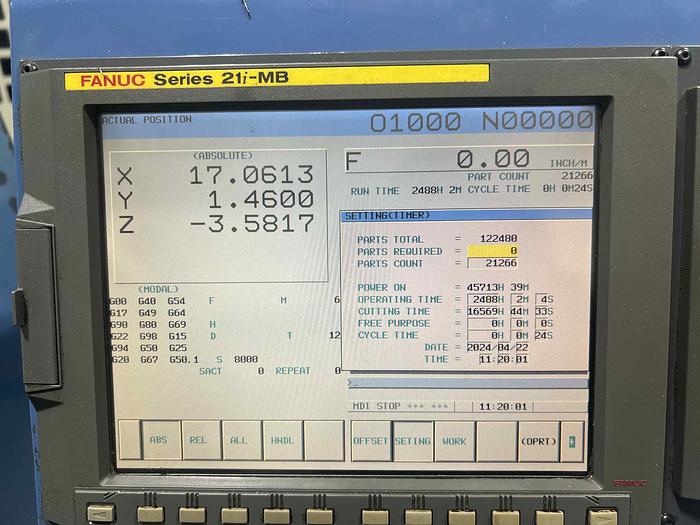 FANUC Series 21i-MB
ACTUAL POSITION O1000 N00000
(ABSOLUTE)
X 17.0613
Y 1.4600
Z -3.5817
F 0.00 INCH/M
PART COUNT 21266
RUN TIME 2488H 2M CYCLE TIME 0H 0M24S
SETTING(TIMER)
PARTS TOTAL = 122480
PARTS REQUIRED = 0
PARTS COUNT = 21266
POWER ON = 45713H 39M
OPERATING TIME = 2488H 2M 4S
CUTTING TIME = 16569H 44M 33S
FREE PURPOSE = 0H 0M 0S
CYCLE TIME = 0H 0M 24S
DATE = 2024/04/22
TIME = 11:20:01
(MODAL)
G00 G40 G54 F M 6
G17 G49 G64
G90 G80 G69 H
G22 G98 G15 D T 12
G94 G50 G25
G20 G67 G50.1 S 8000
SACT 0 REPEAT 0
>_
MDI STOP *** *** 11:20:01
ABS REL ALL HNDL OFFSET SETING WORK (OPRT)
FANUC